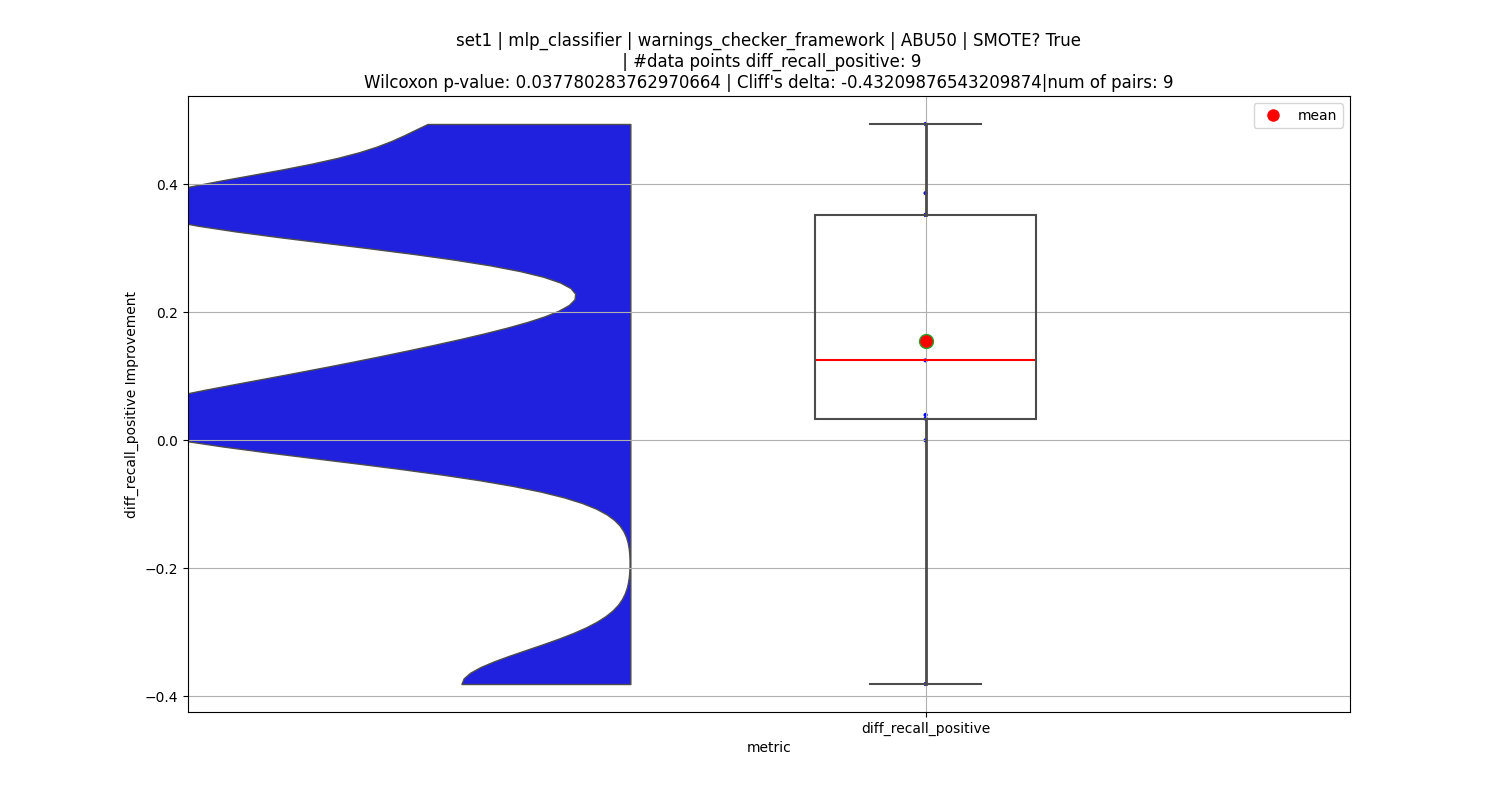 set1 | mlp_classifier | warnings_checker_framework | ABU50 | SMOTE? True
| #data points diff_recall_positive: 9
Wilcoxon p-value: 0.037780283762970664 | Cliff's delta: -0.43209876543209874|num of pairs: 9
mean
0.4
0.2
0.0
−0.2
−0.4
diff_recall_positive Improvement
diff_recall_positive
metric